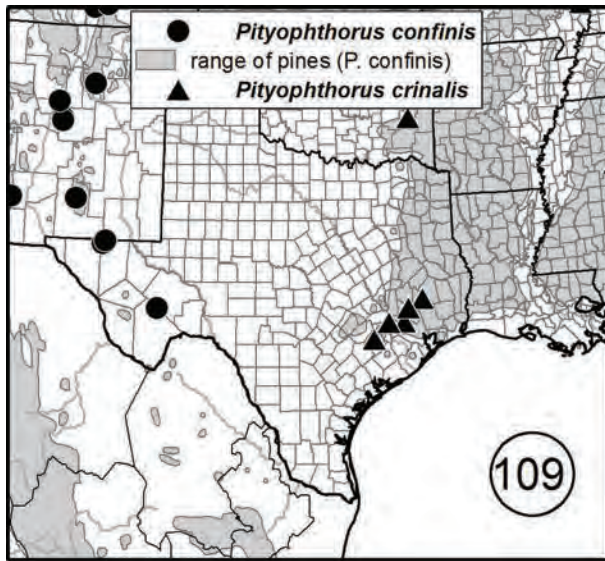 Pityophthorus confinis
range of pines (P. confinis)
Pityophthorus crinalis
109